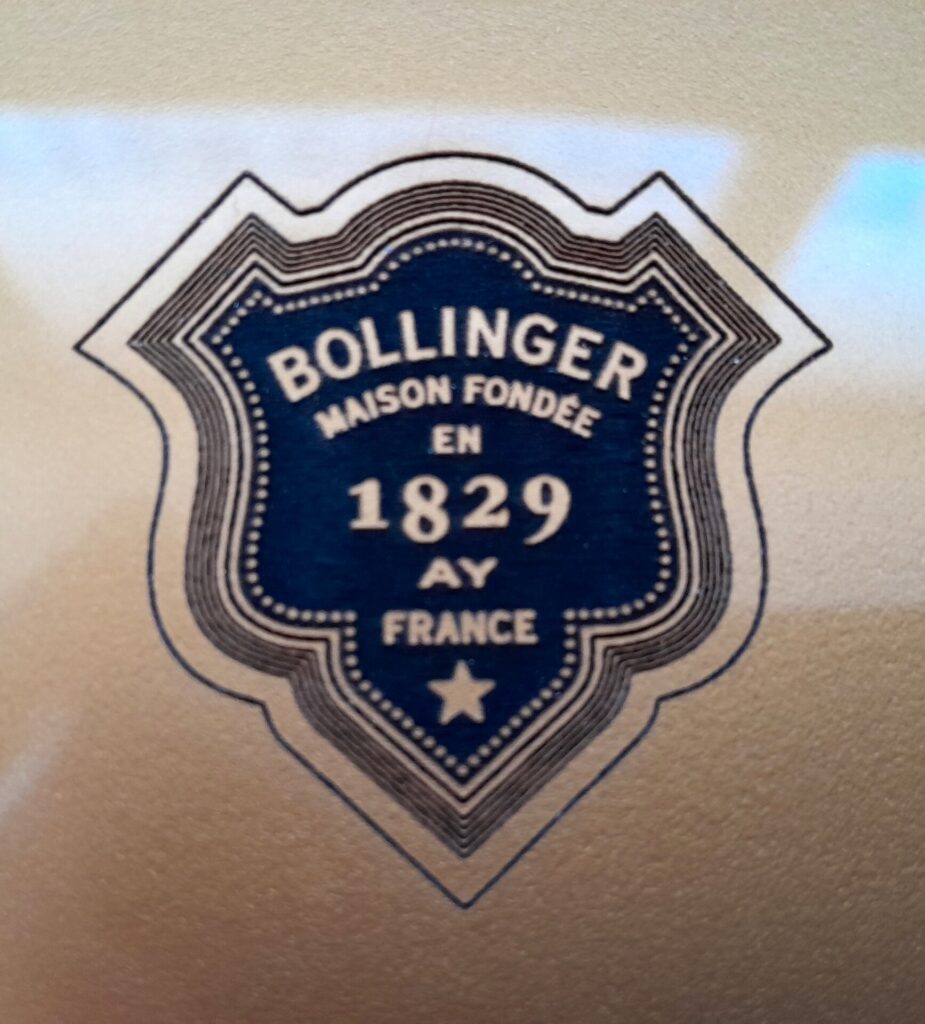 BOLLINGER
MAISON FONDÉE
EN
1829
AY
FRANCE